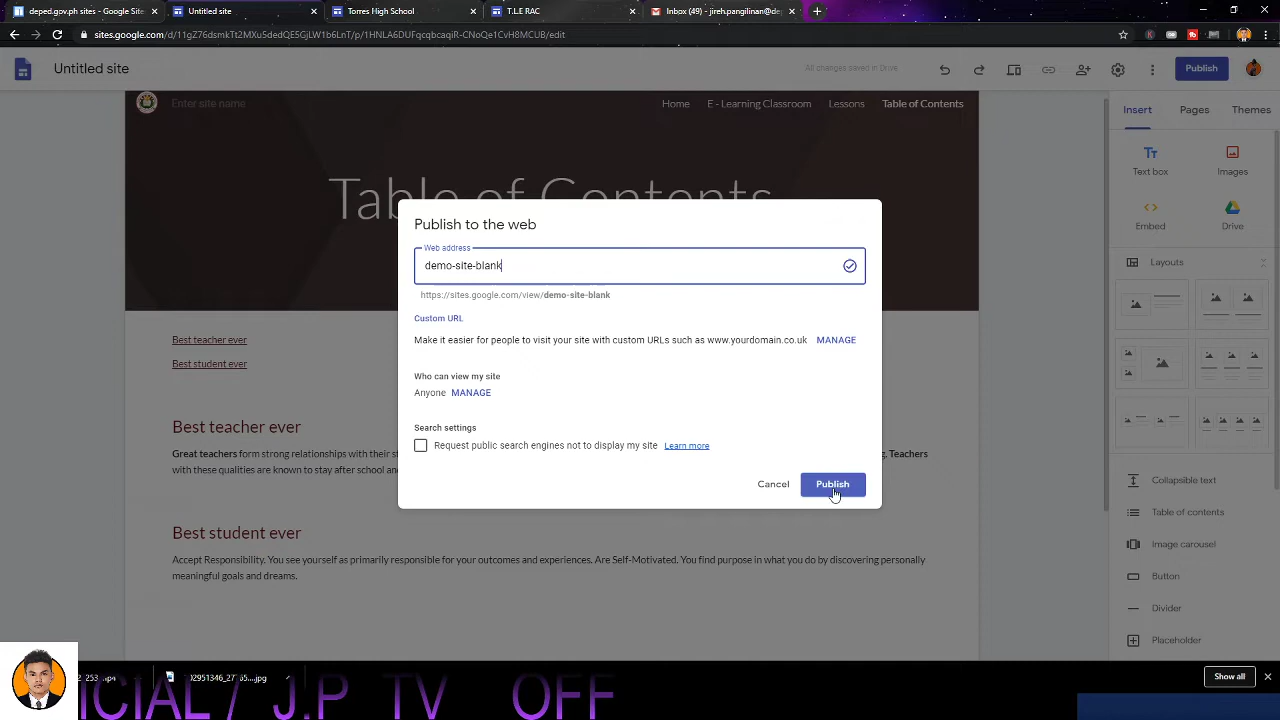 deped.gpvph sites - Google Site
Untitled site
Torres High School
T.LE RAC
Inbox (49) - jireh.pangilinan@de
sites.google.com/d/11g276dsmkTt2MXuSdedQE5GjLW1b6LnT/p/1HNLA6DUFqcqbcaqiR-CNoQe1CvH8MCUB/edit
Untitled site
All changes saved in Drive
Publish
Enter site name
Home
E - Learning Classroom
Lessons
Table of Contents
Insert
Pages
Themes
Table of Contents
Text box
Images
Embed
Drive
Layouts
Publish to the web
Web address
demo-site-blank
https://sites.google.com/view/demo-site-blank
Custom URL
Make it easier for people to visit your site with custom URLs such as www.yourdomain.co.uk MANAGE
Who can view my site
Anyone MANAGE
Search settings
Request public search engines not to display my site Learn more
Cancel
Publish
Best teacher ever
Best student ever
Best teacher ever
Great teachers form strong relationships with their st
ng. Teachers
with these qualities are known to stay after school an
Best student ever
Accept Responsibility. You see yourself as primarily responsible for your outcomes and experiences. Are Self-Motivated. You find purpose in what you do by discovering personally
meaningful goals and dreams.
Collapsible text
Table of contents
Image carousel
Button
Divider
Placeholder
Show all
ICIAL / J.P TV OFF